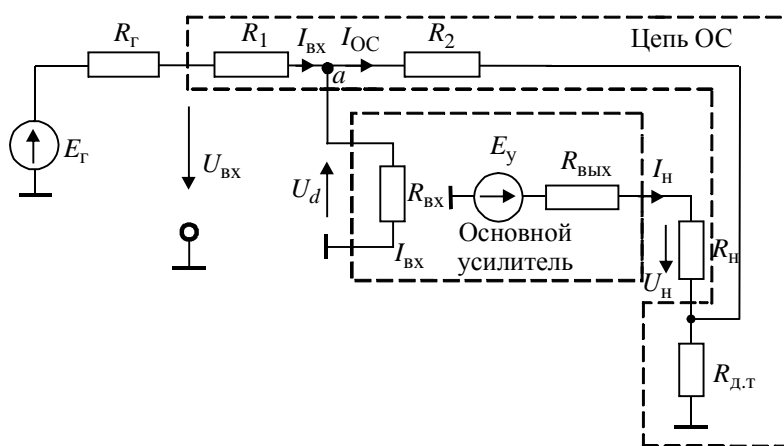 Rг
R1
Iвх
IОС
R2
Цепь ОС
a
Eг
Uвх
Ud
Rвх
Eу
Rвых
Iн
Основной
усилитель
Iвх
Uн
Rн
Rд.т